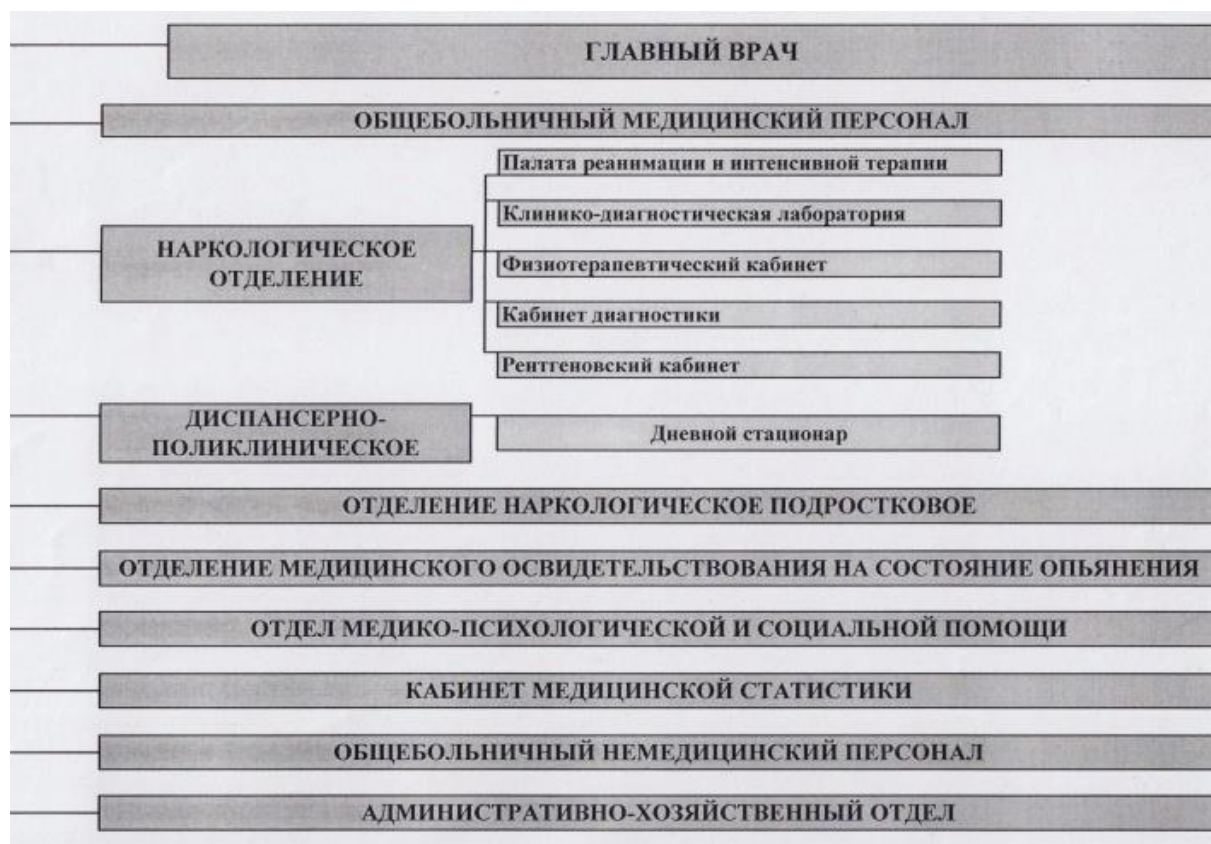 ГЛАВНЫЙ ВРАЧ
ОБЩЕБОЛЬНИЧНЫЙ МЕДИЦИНСКИЙ ПЕРСОНАЛ
Палата реанимации и интенсивной терапии
Клинико-диагностическая лаборатория
НАРКОЛОГИЧЕСКОЕ
ОТДЕЛЕНИЕ
Физиотерапевтический кабинет
Кабинет диагностики
Рентгеновский кабинет
ДИСПАНСЕРНО-
ПОЛИКЛИНИЧЕСКОЕ
Дневной стационар
ОТДЕЛЕНИЕ НАРКОЛОГИЧЕСКОЕ ПОДРОСТКОВОЕ
ОТДЕЛЕНИЕ МЕДИЦИНСКОГО ОСВИДЕТЕЛЬСТВОВАНИЯ НА СОСТОЯНИЕ ОПЬЯНЕНИЯ
ОТДЕЛ МЕДИКО-ПСИХОЛОГИЧЕСКОЙ И СОЦИАЛЬНОЙ ПОМОЩИ
КАБИНЕТ МЕДИЦИНСКОЙ СТАТИСТИКИ
ОБЩЕБОЛЬНИЧНЫЙ НЕМЕДИЦИНСКИЙ ПЕРСОНАЛ
АДМИНИСТРАТИВНО-ХОЗЯЙСТВЕННЫЙ ОТДЕЛ